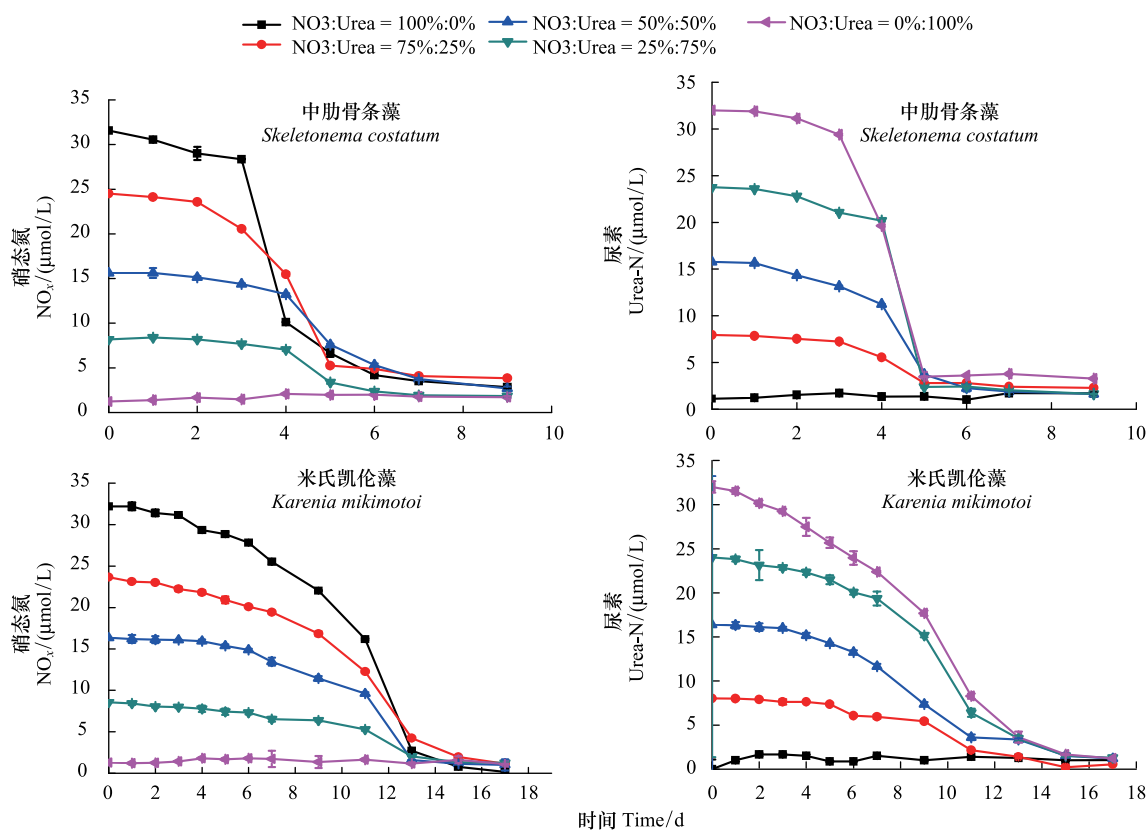 NO3:Urea = 100%:0%
NO3:Urea = 50%:50%
NO3:Urea = 0%:100%
NO3:Urea = 75%:25%
NO3:Urea = 25%:75%
中肋骨条藻
Skeletonema costatum
硝态氮
NOx/(μmol/L)
35
30
25
20
15
10
5
0
0 2 4 6 8 10
中肋骨条藻
Skeletonema costatum
尿素
Urea-N/(μmol/L)
35
30
25
20
15
10
5
0
0 2 4 6 8 10
米氏凯伦藻
Karenia mikimotoi
硝态氮
NOx/(μmol/L)
35
30
25
20
15
10
5
0
0 2 4 6 8 10 12 14 16 18
米氏凯伦藻
Karenia mikimotoi
尿素
Urea-N/(μmol/L)
35
30
25
20
15
10
5
0
0 2 4 6 8 10 12 14 16 18
时间 Time/d